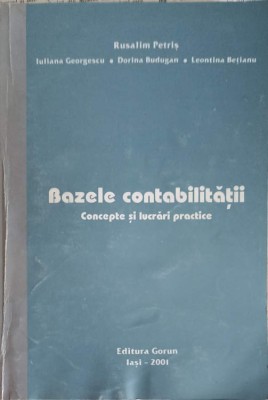 Rusalim Petriș
Iuliana Georgescu ◆ Dorina Budugan ◆ Leontina Bețianu
Bazele contabilității
Concepte și lucrări practice
Editura Gorun
Iași - 2001